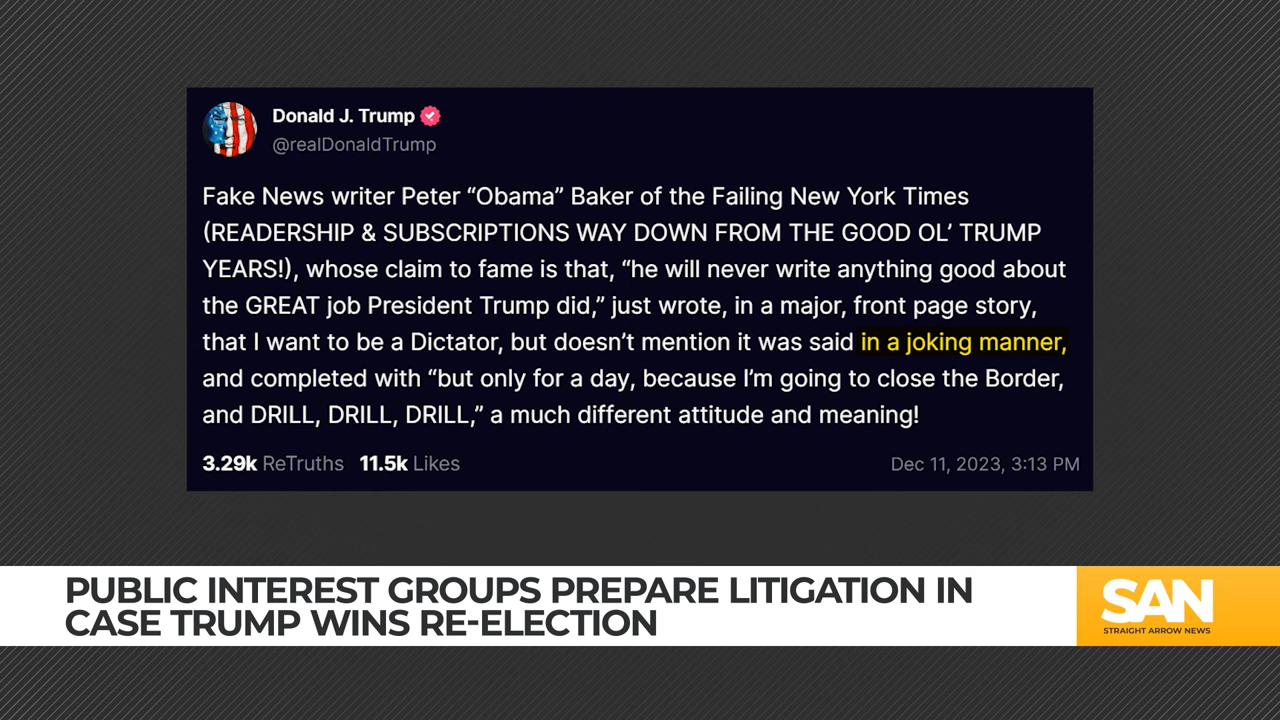 Donald J. Trump
@realDonaldTrump
Fake News writer Peter “Obama” Baker of the Failing New York Times
(READERSHIP & SUBSCRIPTIONS WAY DOWN FROM THE GOOD OL’ TRUMP
YEARS!), whose claim to fame is that, “he will never write anything good about
the GREAT job President Trump did,” just wrote, in a major, front page story,
that I want to be a Dictator, but doesn’t mention it was said in a joking manner,
and completed with “but only for a day, because I’m going to close the Border,
and DRILL, DRILL, DRILL,” a much different attitude and meaning!
3.29k ReTruths 11.5k Likes Dec 11, 2023, 3:13 PM
PUBLIC INTEREST GROUPS PREPARE LITIGATION IN
CASE TRUMP WINS RE-ELECTION
SAN
STRAIGHT ARROW NEWS